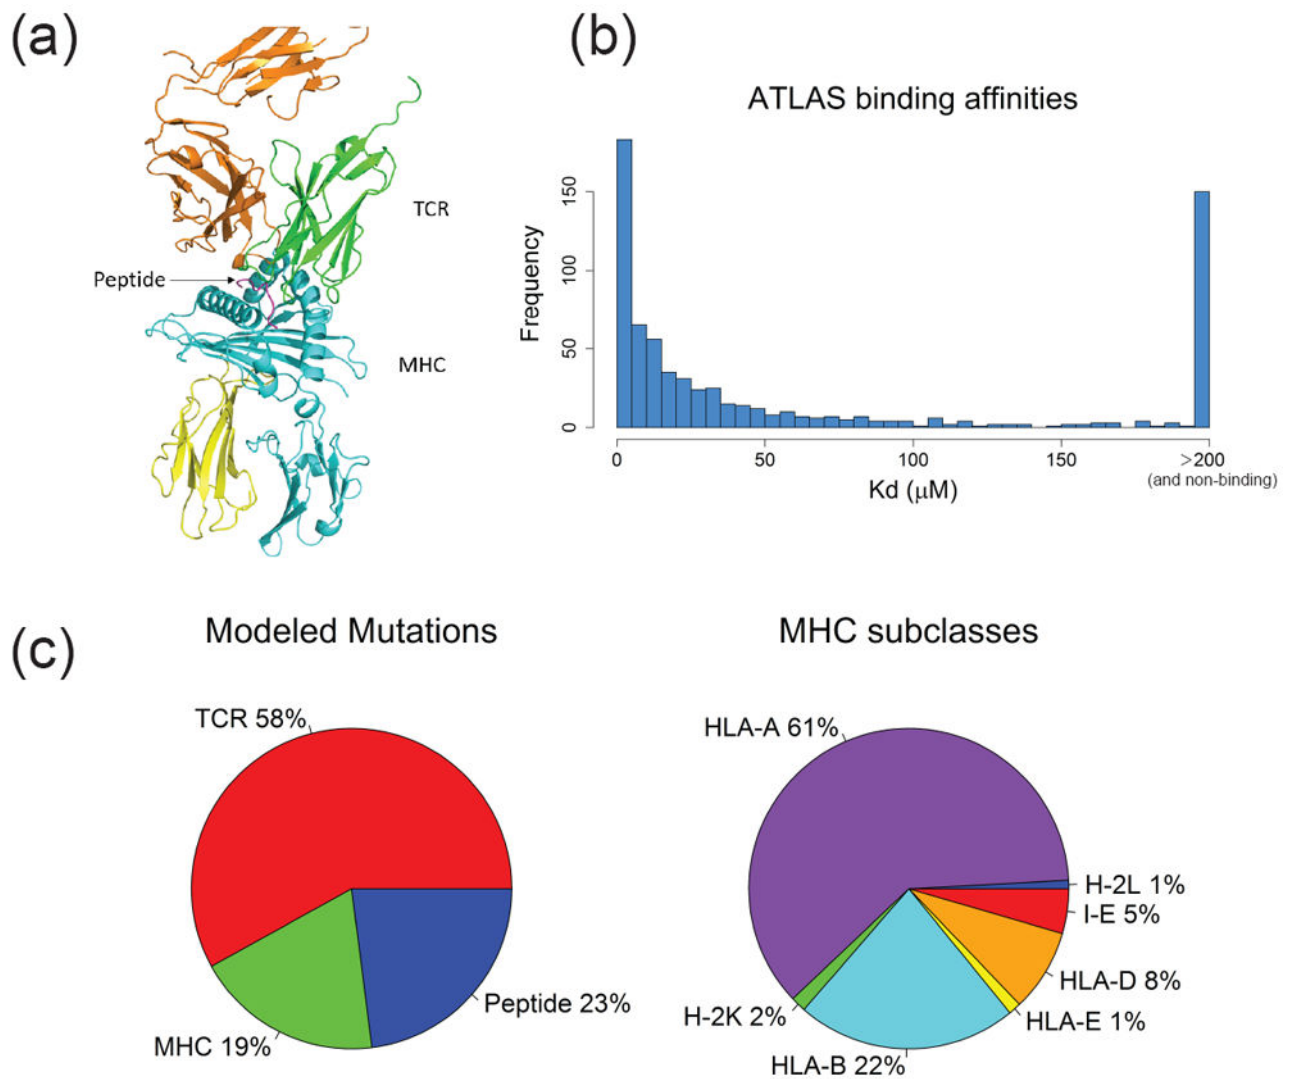 (a)
TCR
Peptide
MHC
(b)
ATLAS binding affinities
Frequency
150
100
50
0
0
50
100
150
>200
(and non-binding)
Kd (μM)
(c)
Modeled Mutations
TCR 58%
MHC 19%
Peptide 23%
MHC subclasses
HLA-A 61%
H-2L 1%
I-E 5%
HLA-D 8%
HLA-E 1%
HLA-B 22%
H-2K 2%